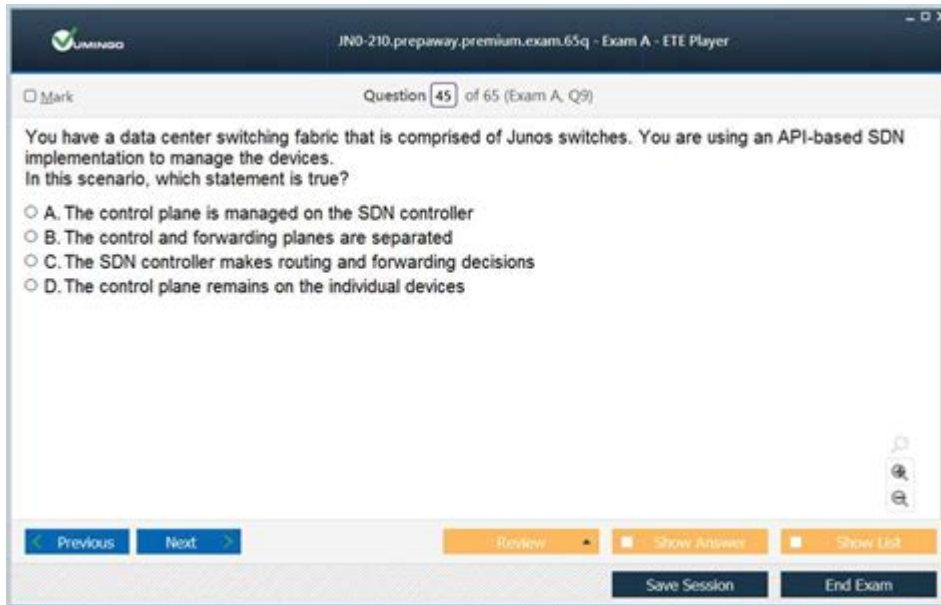 VUMINGO
JN0-210.prepaway.premium.exam.65q - Exam A - ETE Player
Mark
Question 45 of 65 (Exam A, Q9)
You have a data center switching fabric that is comprised of Junos switches. You are using an API-based SDN
implementation to manage the devices.
In this scenario, which statement is true?
A. The control plane is managed on the SDN controller
B. The control and forwarding planes are separated
C. The SDN controller makes routing and forwarding decisions
D. The control plane remains on the individual devices
Previous Next Review Show Answer Show List
Save Session End Exam